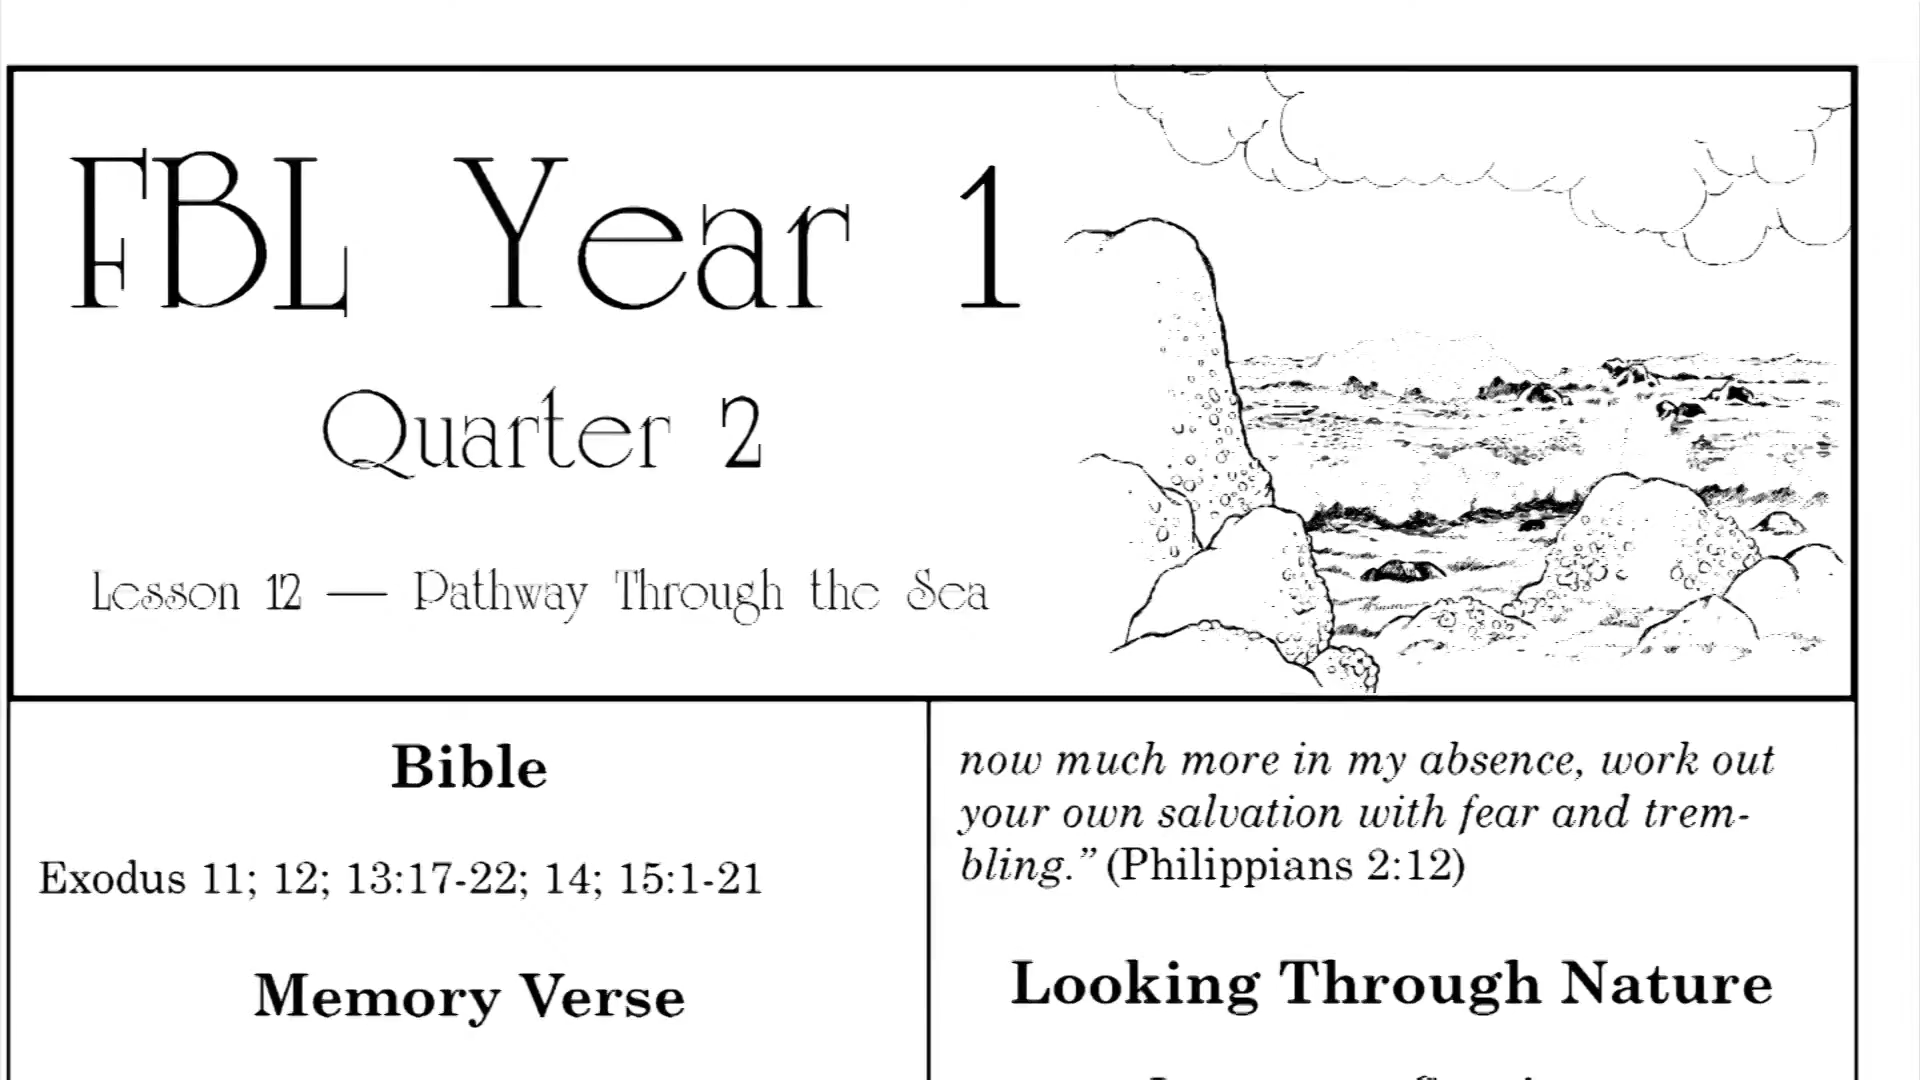 FBL Year 1
Quarter 2
Lesson 12 — Pathway Through the Sea
Bible
Exodus 11; 12; 13:17-22; 14; 15:1-21
Memory Verse
now much more in my absence, work out
your own salvation with fear and trem-
bling.” (Philippians 2:12)
Looking Through Nature